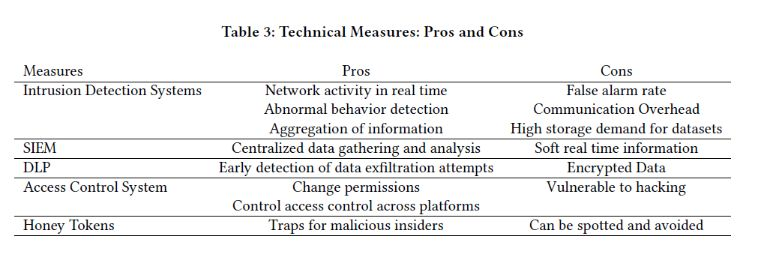 Table 3: Technical Measures: Pros and Cons
Measures Pros Cons
Intrusion Detection Systems Network activity in real time False alarm rate
Abnormal behavior detection Communication Overhead
Aggregation of information High storage demand for datasets
SIEM Centralized data gathering and analysis Soft real time information
DLP Early detection of data exfiltration attempts Encrypted Data
Access Control System Change permissions Vulnerable to hacking
Control access control across platforms
Honey Tokens Traps for malicious insiders Can be spotted and avoided